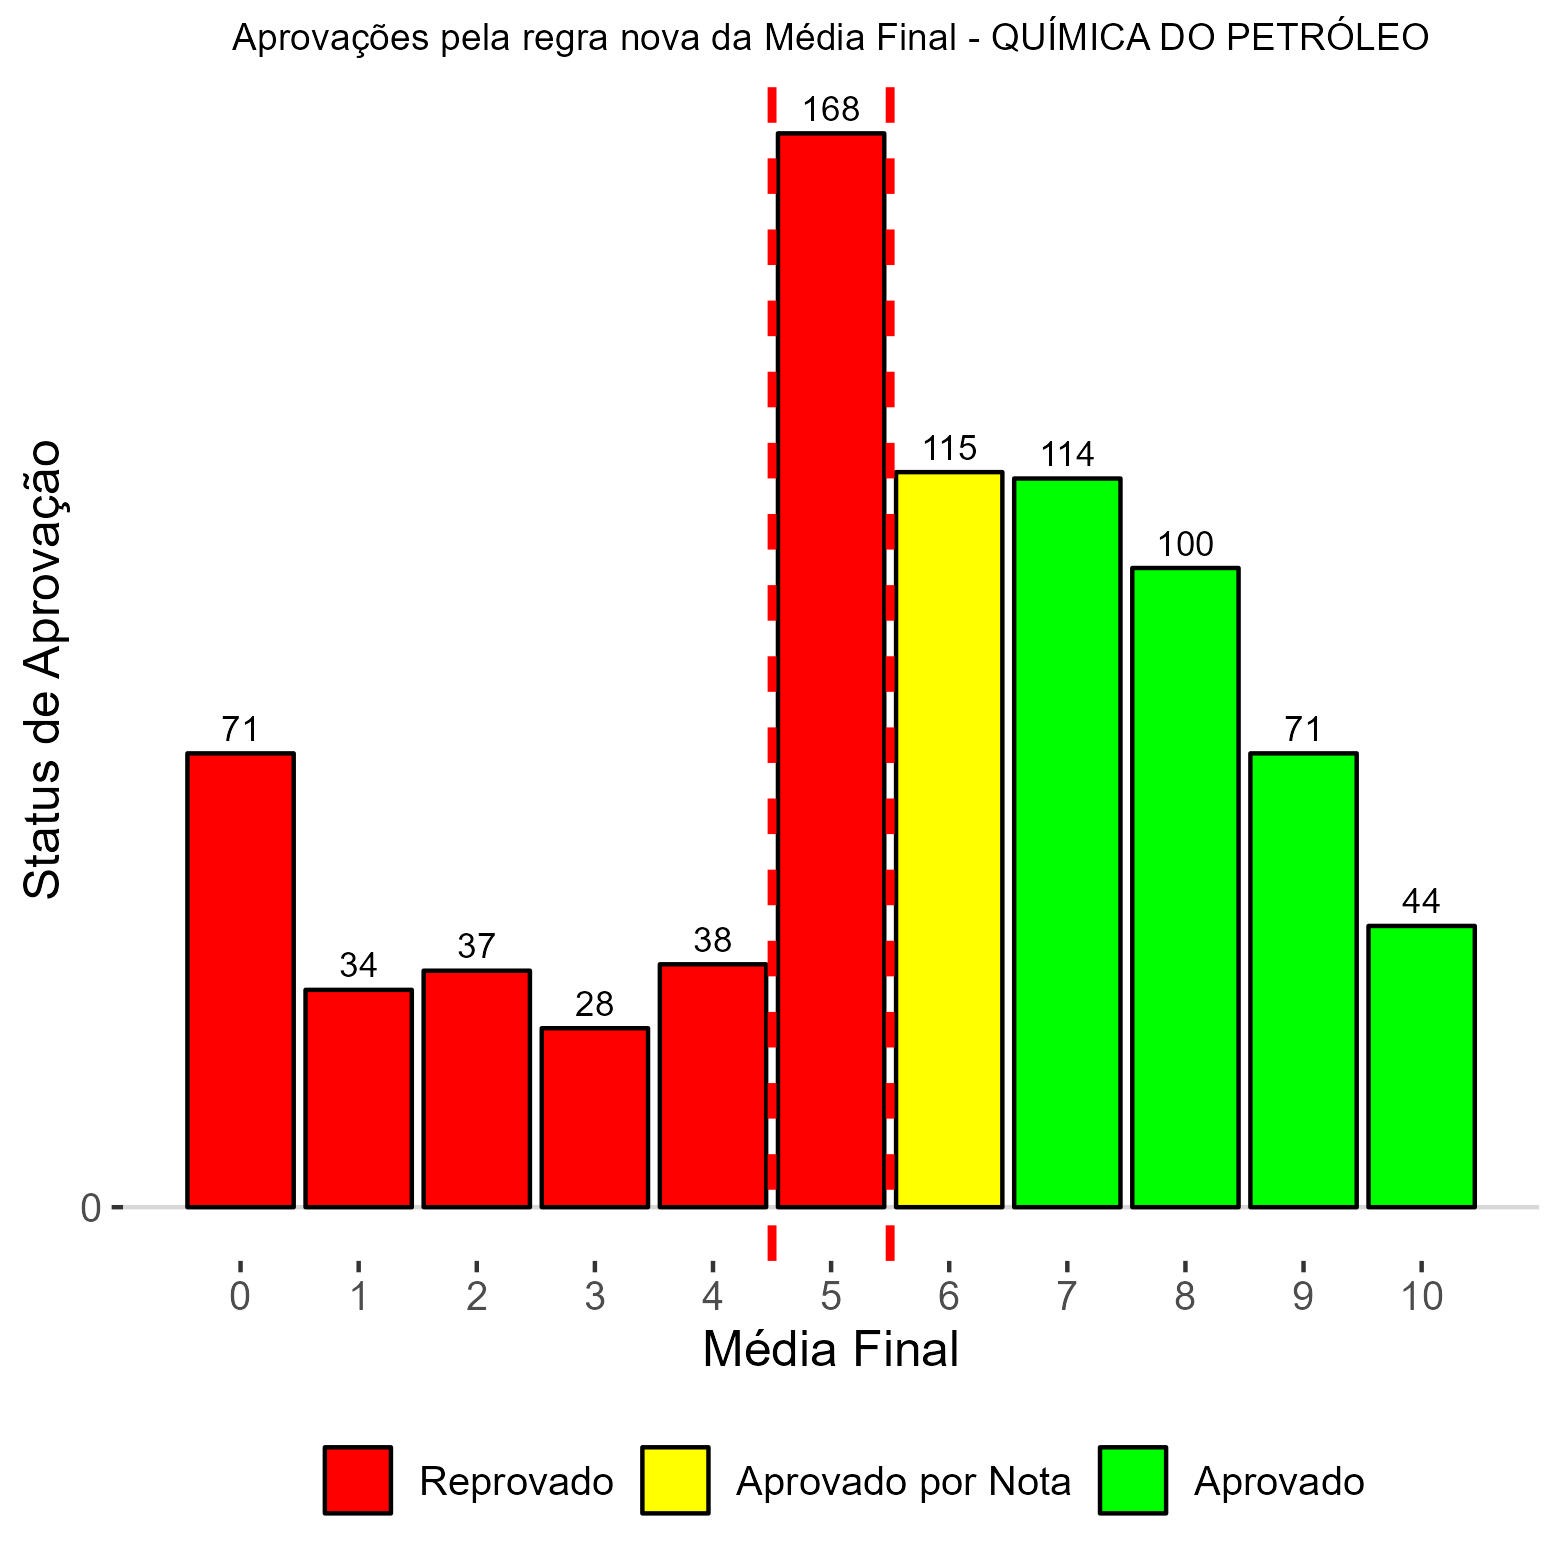 Aprovações pela regra nova da Média Final - QUÍMICA DO PETRÓLEO
168
115
114
100
71
71
44
38
37
34
28
Status de Aprovação
0
0 1 2 3 4 5 6 7 8 9 10
Média Final
Reprovado Aprovado por Nota Aprovado